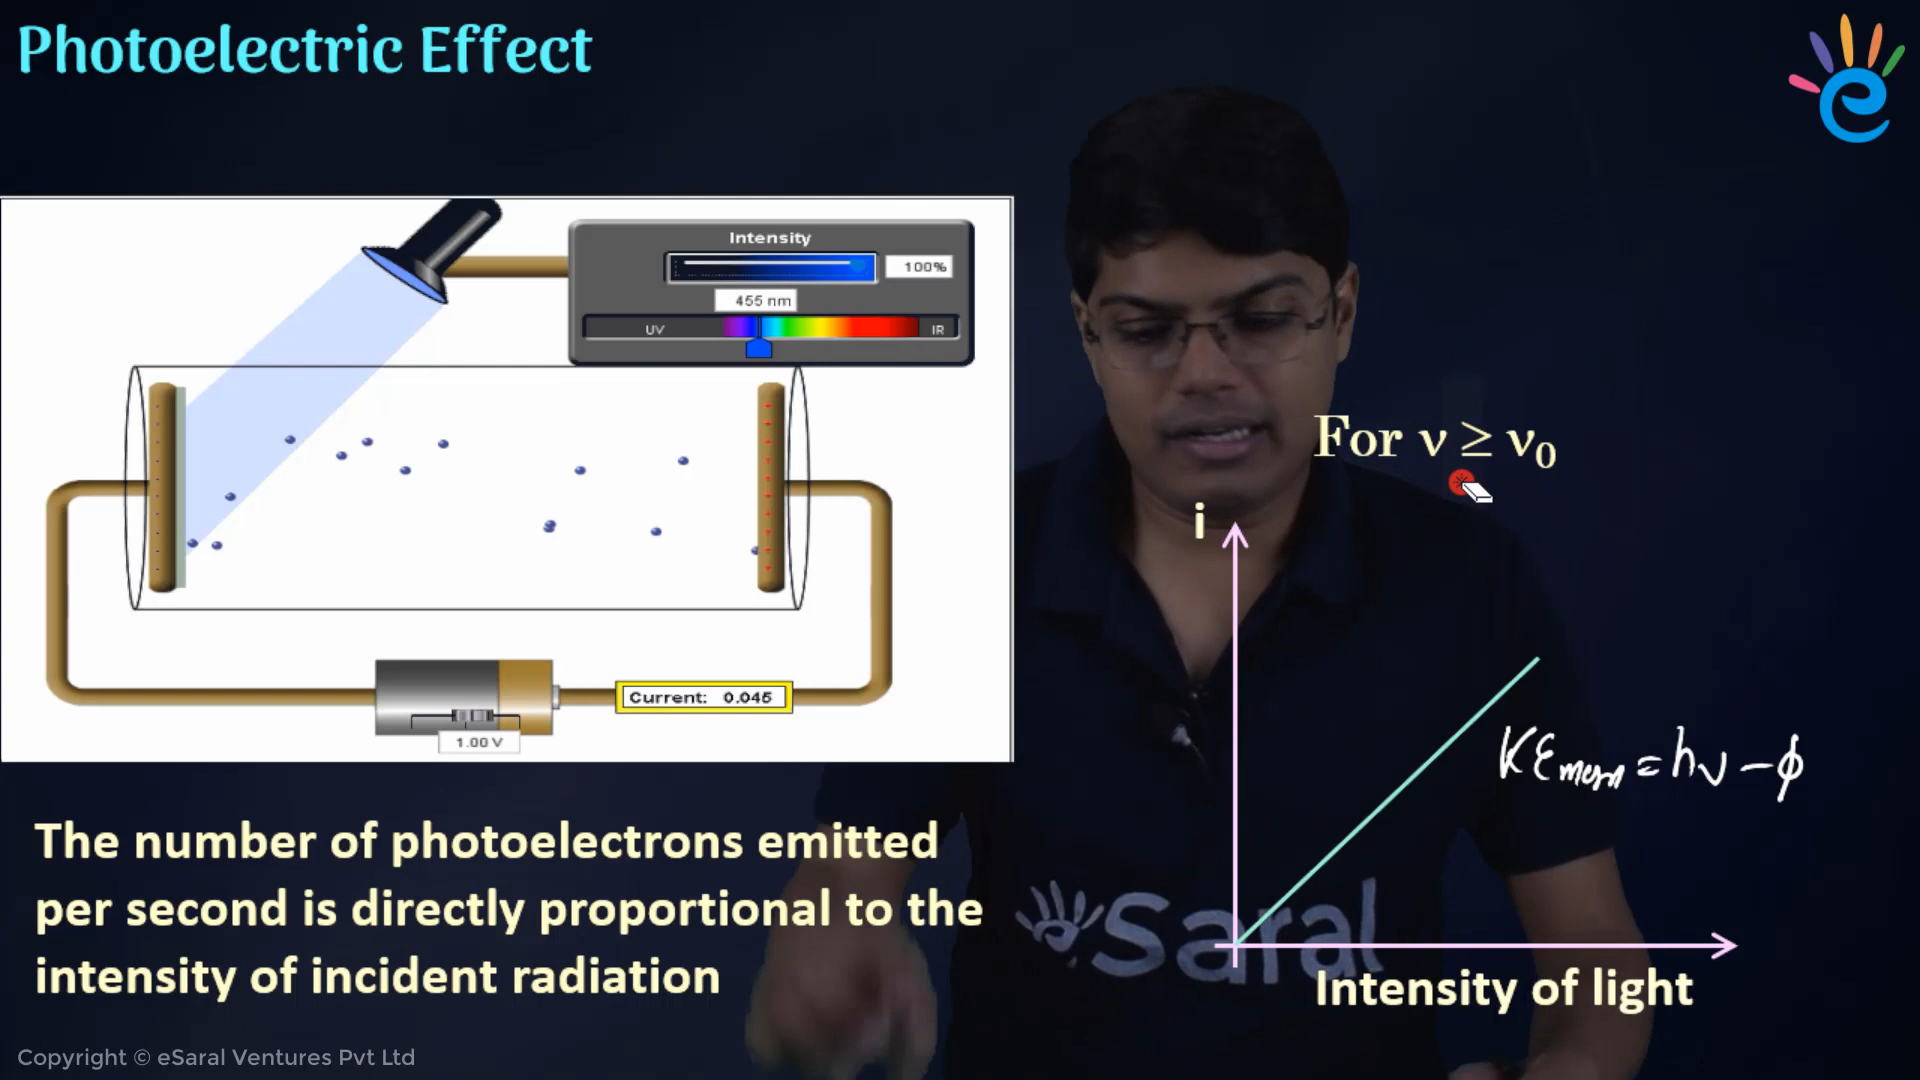 Photoelectric Effect
Intensity
100%
455 nm
UV
IR
Current: 0.045
1.00 V
For ν ≥ ν₀
i
KEmax = hν − ϕ
Intensity of light
The number of photoelectrons emitted
per second is directly proportional to the
intensity of incident radiation
Saral
e
Copyright © eSaral Ventures Pvt Ltd